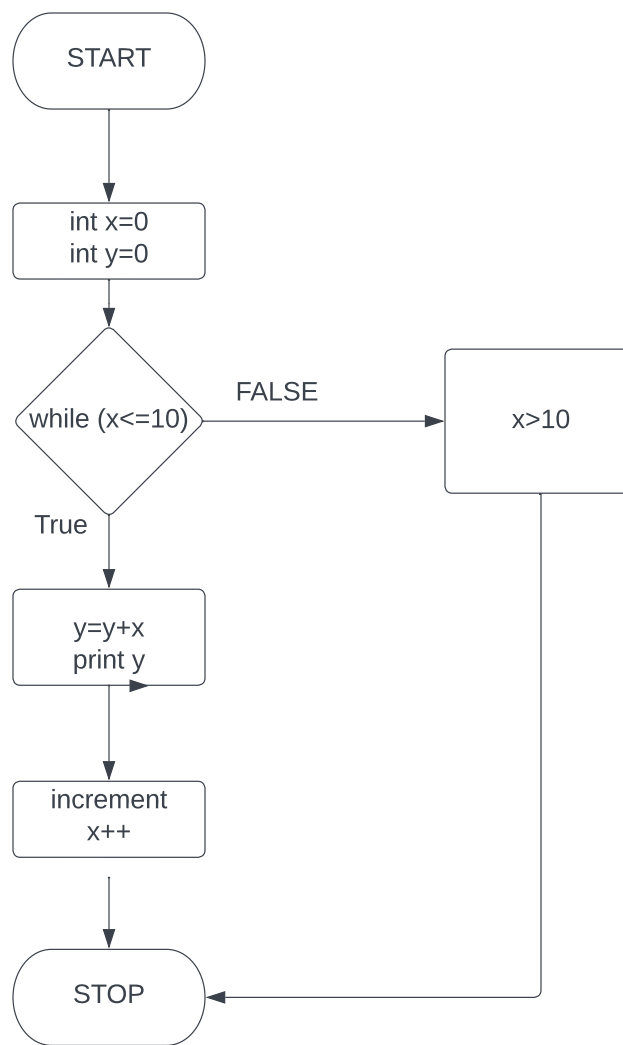 START
int x=0
int y=0
while (x<=10)
FALSE
x>10
True
y=y+x
print y
increment
x++
STOP